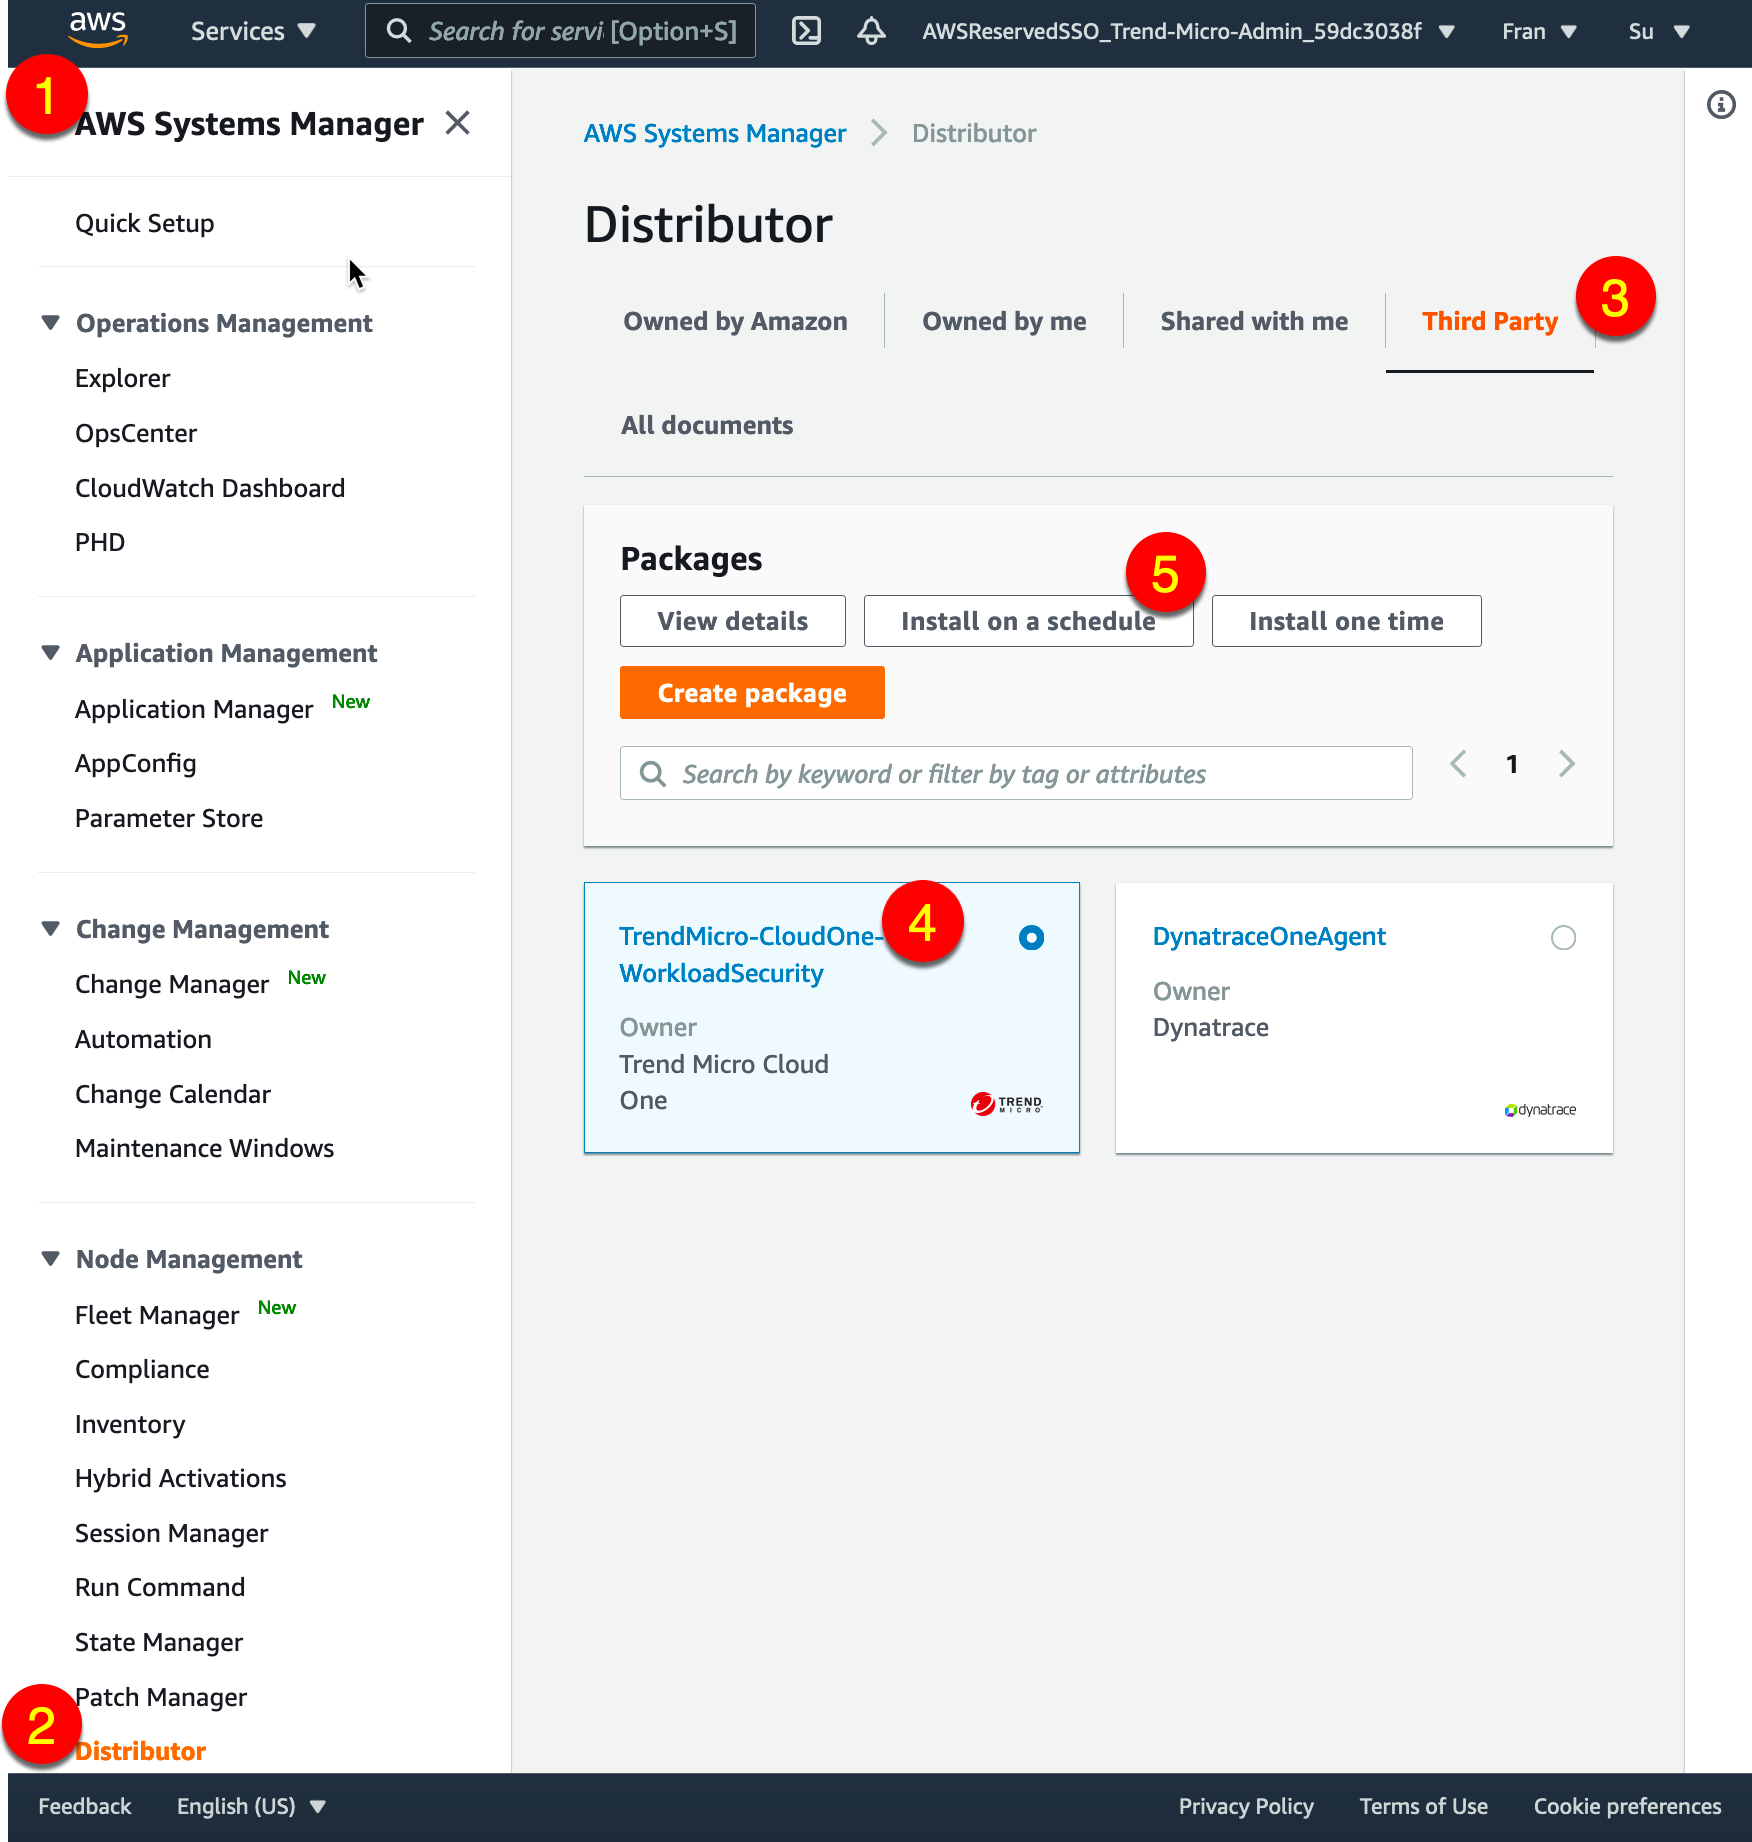 aws
Services
Search for servi [Option+S]
AWSReservedSSO_Trend-Micro-Admin_59dc3038f
Fran
Su
1
AWS Systems Manager
Quick Setup
Operations Management
Explorer
OpsCenter
CloudWatch Dashboard
PHD
Application Management
Application Manager New
AppConfig
Parameter Store
Change Management
Change Manager New
Automation
Change Calendar
Maintenance Windows
Node Management
Fleet Manager New
Compliance
Inventory
Hybrid Activations
Session Manager
Run Command
State Manager
Patch Manager
2
Distributor
AWS Systems Manager > Distributor
Distributor
Owned by Amazon
Owned by me
Shared with me
Third Party
3
All documents
Packages
5
View details
Install on a schedule
Install one time
Create package
Search by keyword or filter by tag or attributes
1
TrendMicro-CloudOne-
WorkloadSecurity
4
Owner
Trend Micro Cloud
One
TREND
MICRO
DynatraceOneAgent
Owner
Dynatrace
dynatrace
Feedback
English (US)
Privacy Policy
Terms of Use
Cookie preferences